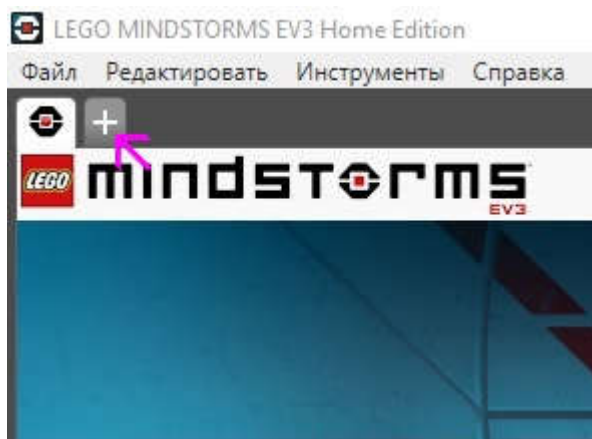 LEGO MINDSTORMS EV3 Home Edition
Файл Редактировать Инструменты Справка
+
LEGO mindstorms
EV3